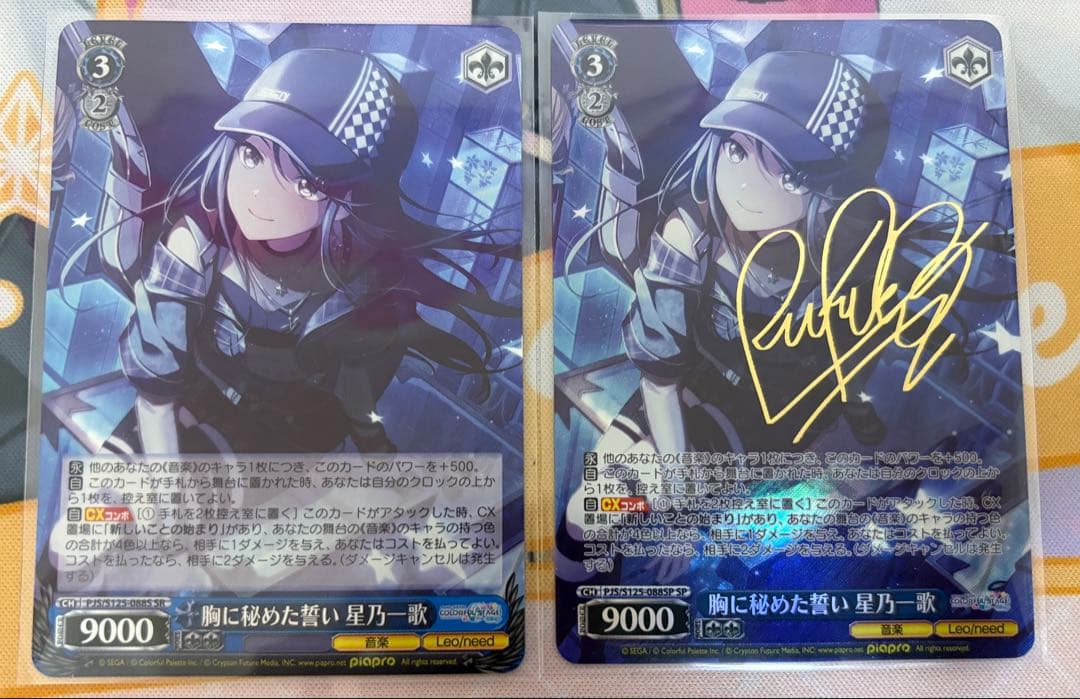 LEVEL
3
2
COST
永 他のあなたの《音楽》のキャラ1枚につき、このカードのパワーを+500。
自 このカードが手札から舞台に置かれた時、あなたは自分のクロックの上か
ら1枚を、控え室に置いてよい。
自 CXコンボ [① 手札を2枚控え室に置く] このカードがアタックした時、CX
置場に「新しいことの始まり」があり、あなたの舞台の《音楽》のキャラの持つ色
の合計が4色以上なら、相手に1ダメージを与え、あなたはコストを払ってよい。
コストを払ったなら、相手に2ダメージを与える。（ダメージキャンセルは発生
する）
CH PJS/S125-088S SR
9000
胸に秘めた誓い 星乃一歌
COLORFUL STAGE!
音楽
Leo/need
© SEGA / © Colorful Palette Inc. / © Crypton Future Media, INC. www.piapro.net piapro All rights reserved.
LEVEL
3
2
COST
永 他のあなたの《音楽》のキャラ1枚につき、このカードのパワーを+500。
自 このカードが手札から舞台に置かれた時、あなたは自分のクロックの上か
ら1枚を、控え室に置いてよい。
自 CXコンボ [① 手札を2枚控え室に置く] このカードがアタックした時、CX
置場に「新しいことの始まり」があり、あなたの舞台の《音楽》のキャラの持つ色
の合計が4色以上なら、相手に1ダメージを与え、あなたはコストを払ってよい。
コストを払ったなら、相手に2ダメージを与える。（ダメージキャンセルは発生
する）
CH PJS/S125-088SP SP
9000
胸に秘めた誓い 星乃一歌
COLORFUL STAGE!
音楽
Leo/need
© SEGA / © Colorful Palette Inc. / © Crypton Future Media, INC. www.piapro.net piapro All rights reserved.